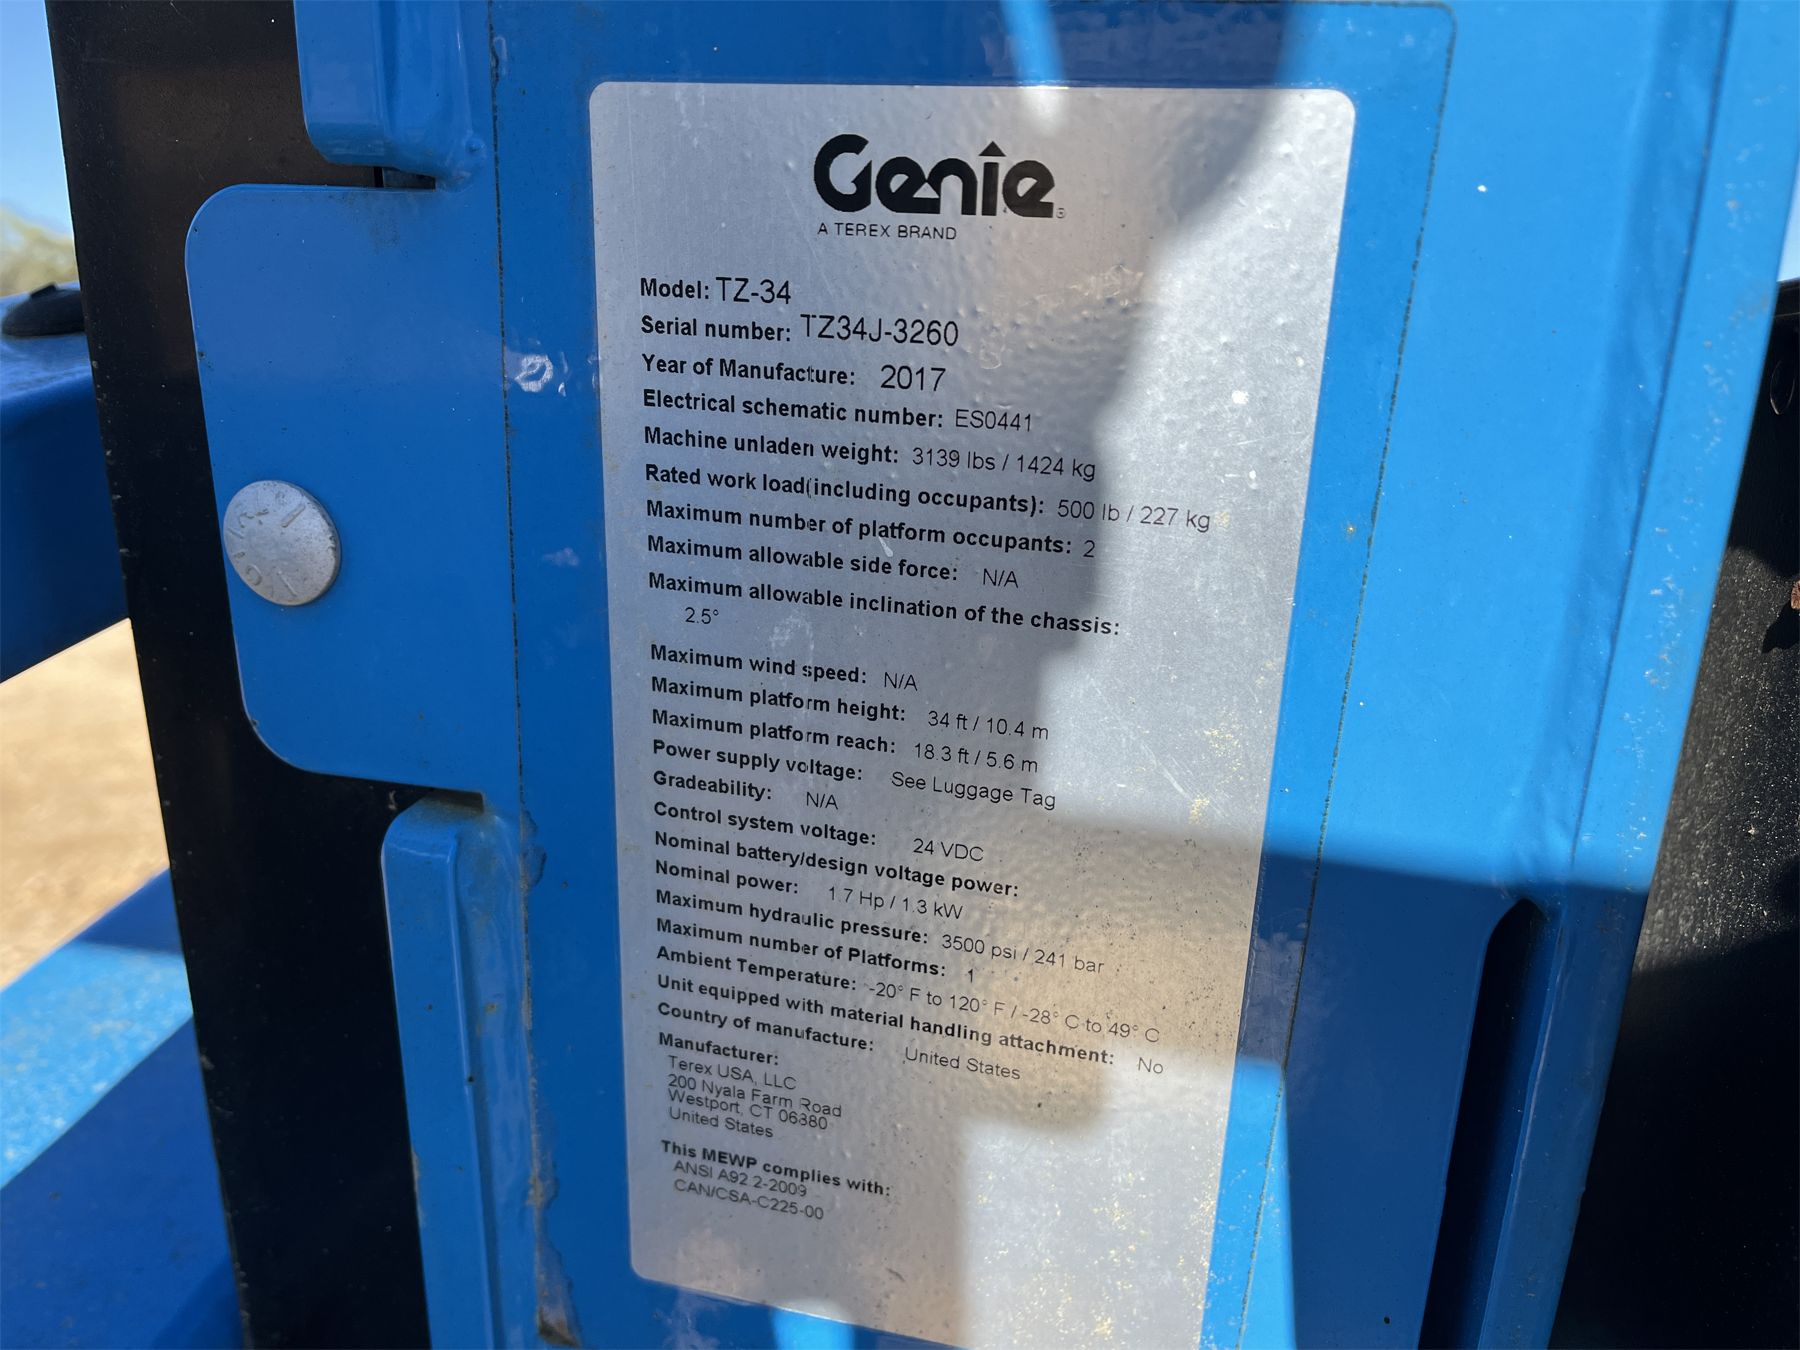 Genie®
A TEREX BRAND
Model: TZ-34
Serial number: TZ34J-3260
Year of Manufacture: 2017
Electrical schematic number: ES0441
Machine unladen weight: 3139 lbs / 1424 kg
Rated work load(including occupants): 500 lb / 227 kg
Maximum number of platform occupants: 2
Maximum allowable side force: N/A
Maximum allowable inclination of the chassis:
2.5°
Maximum wind speed: N/A
Maximum platform height: 34 ft / 10.4 m
Maximum platform reach: 18.3 ft / 5.6 m
Power supply voltage: See Luggage Tag
Gradeability: N/A
Control system voltage: 24 VDC
Nominal battery/design voltage power:
Nominal power: 1.7 Hp / 1.3 kW
Maximum hydraulic pressure: 3500 psi / 241 bar
Maximum number of Platforms: 1
Ambient Temperature: -20° F to 120° F / -28° C to 49° C
Unit equipped with material handling attachment: No
Country of manufacture: United States
Manufacturer:
Terex USA, LLC
200 Nyala Farm Road
Westport, CT 06880
United States
This MEWP complies with:
ANSI A92.2-2009
CAN/CSA-C225-00